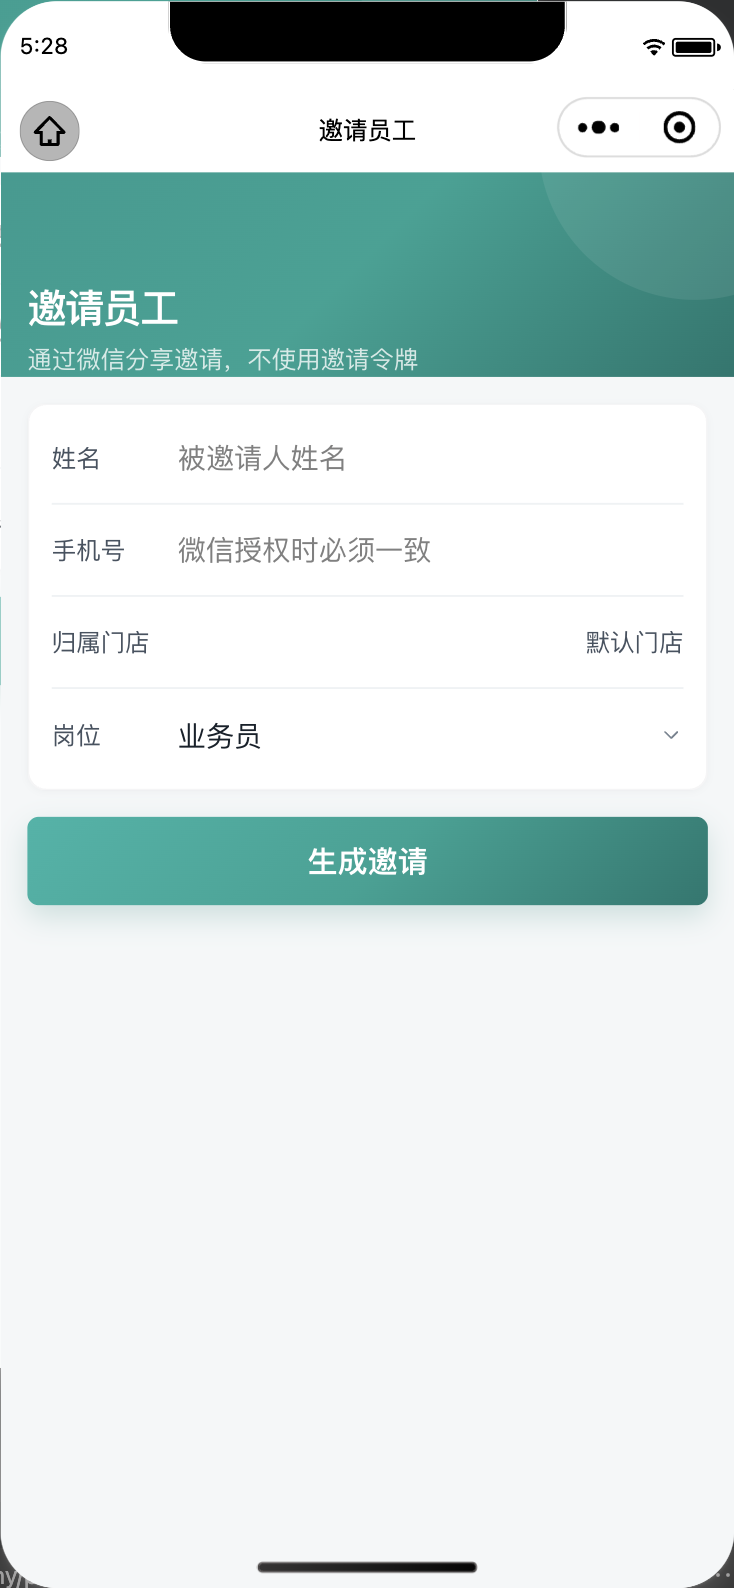 5:28
邀请员工
邀请员工
通过微信分享邀请，不使用邀请令牌
姓名 被邀请人姓名
手机号 微信授权时必须一致
归属门店 默认门店
岗位 业务员
生成邀请